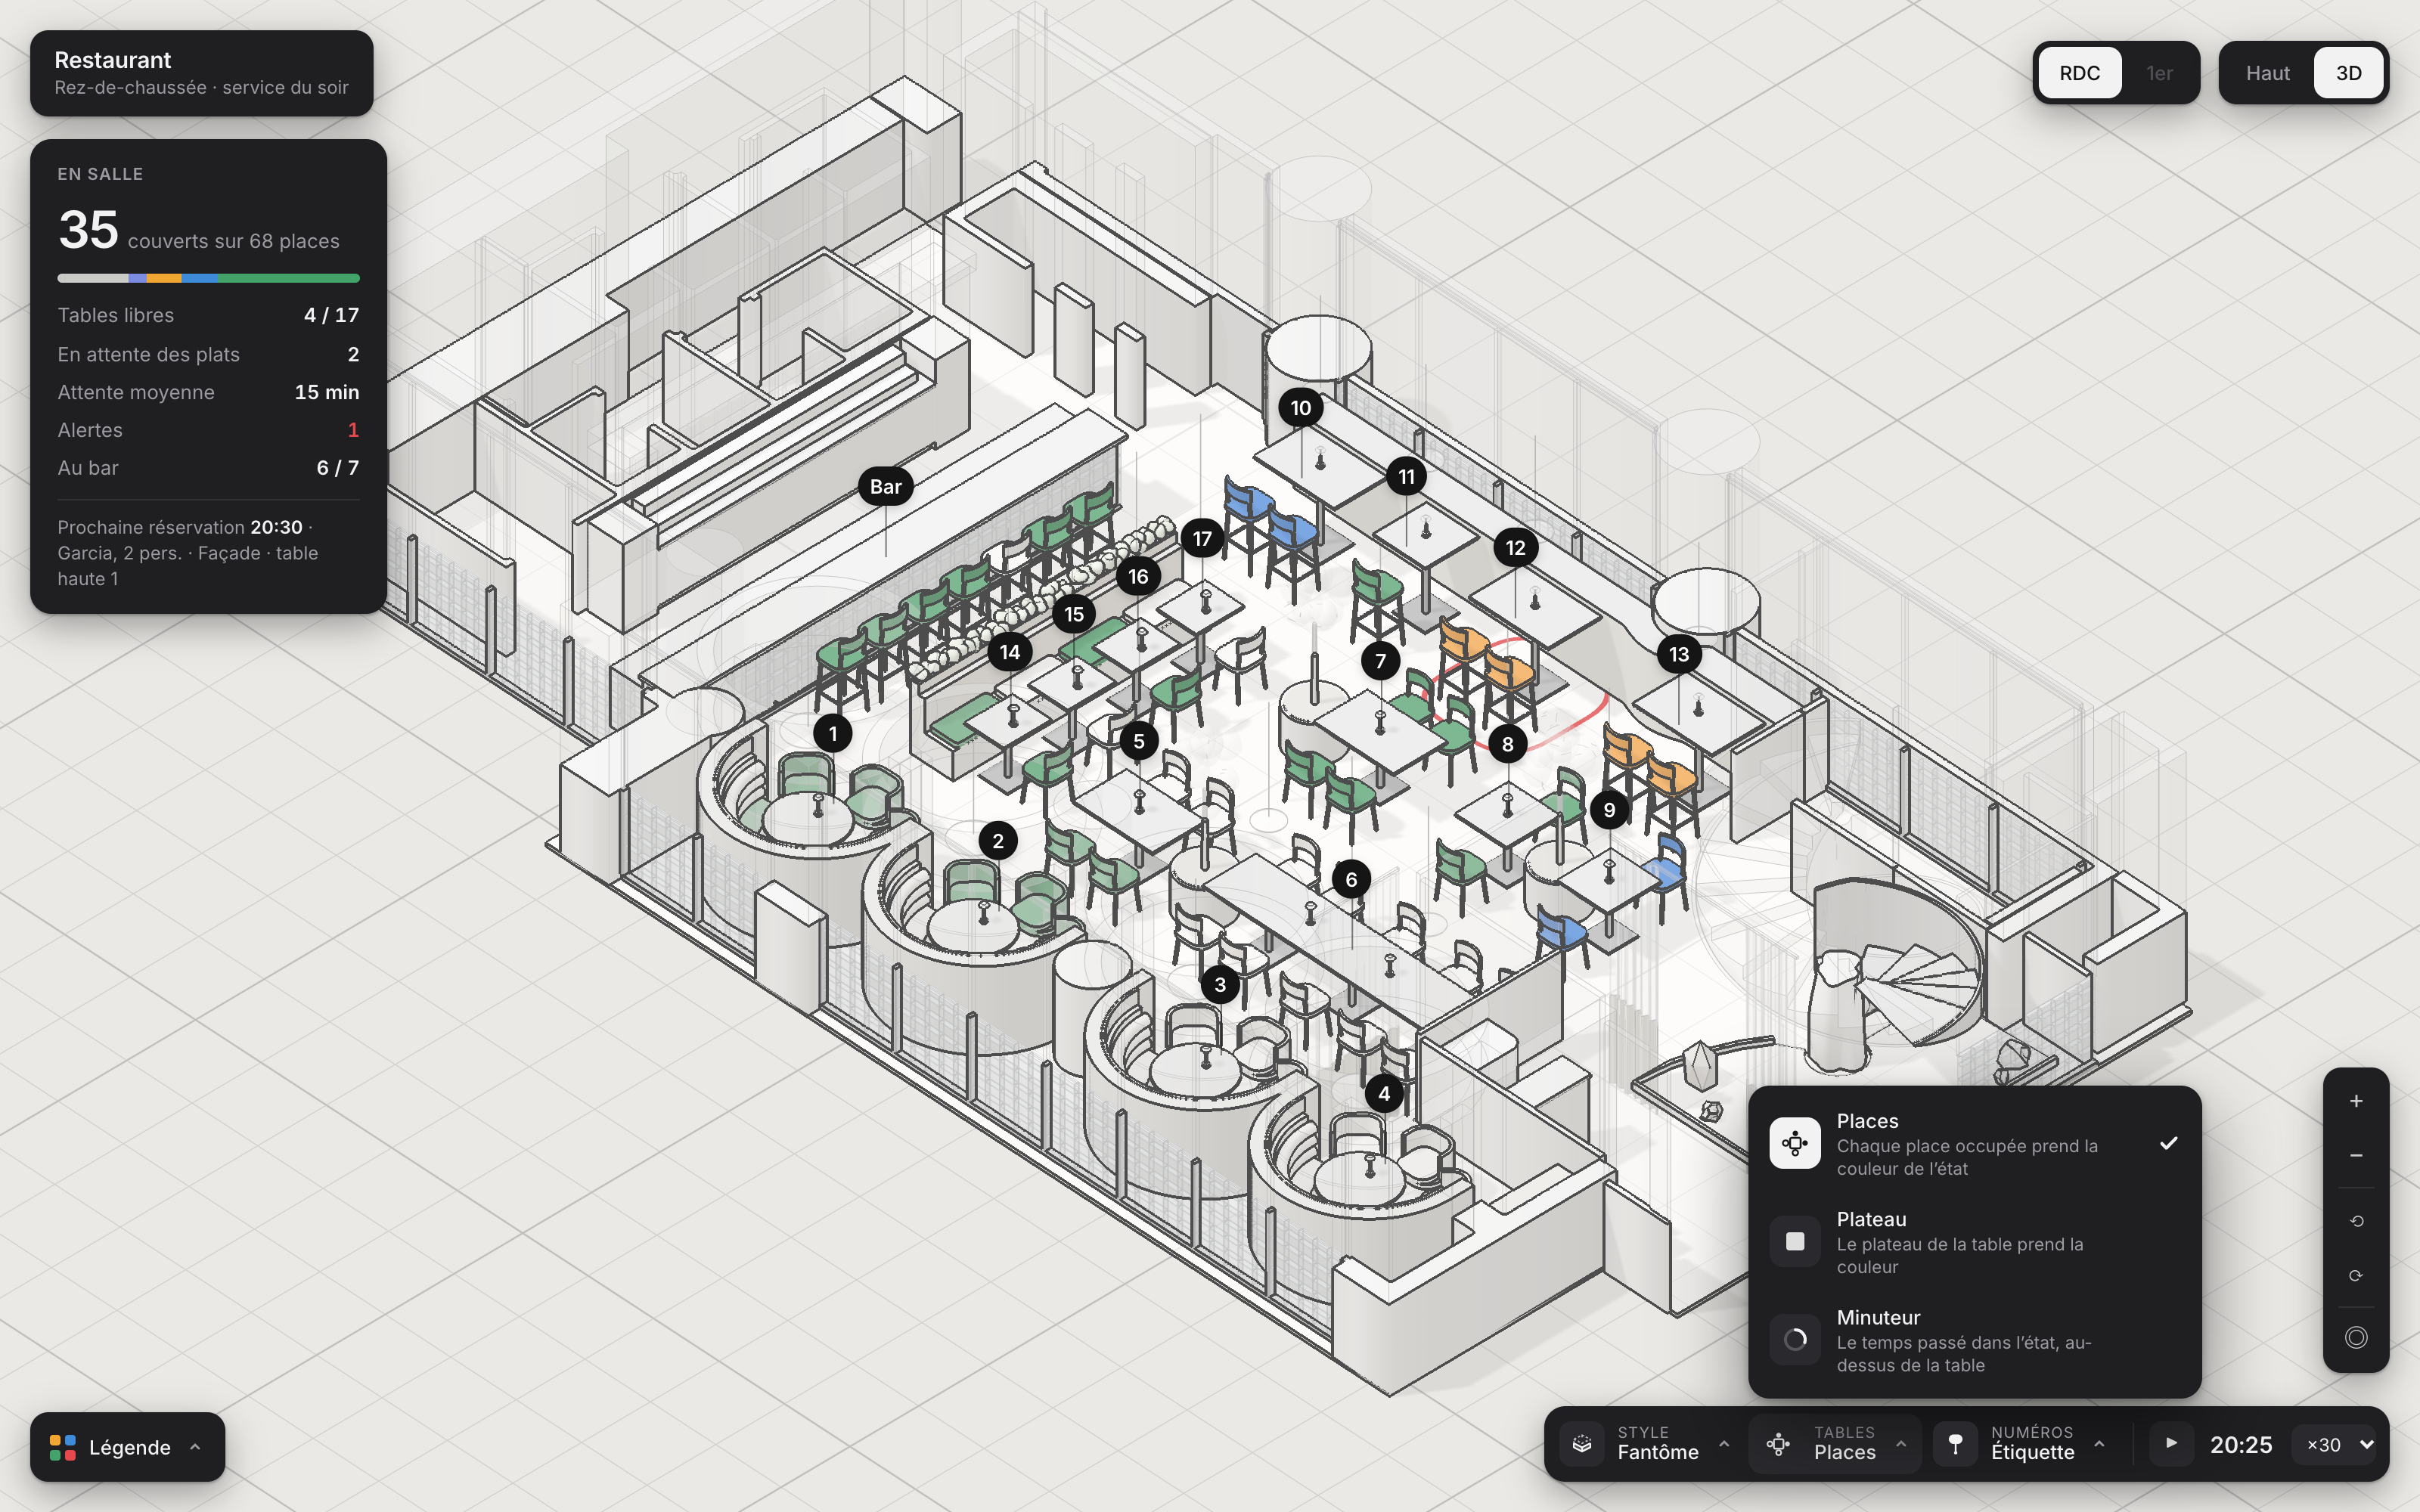 Restaurant
Rez-de-chaussée · service du soir
RDC
1er
Haut
3D
EN SALLE
35 couverts sur 68 places
Tables libres 4 / 17
En attente des plats 2
Attente moyenne 15 min
Alertes 1
Au bar 6 / 7
Prochaine réservation 20:30 ·
Garcia, 2 pers. · Façade · table
haute 1
10
11
Bar
17
12
16
15
14
13
7
1
5
8
9
2
6
3
4
Places
Chaque place occupée prend la
couleur de l’état
Plateau
Le plateau de la table prend la
couleur
Minuteur
Le temps passé dans l’état, au-
dessus de la table
+
−
Légende
STYLE
Fantôme
TABLES
Places
NUMÉROS
Étiquette
20:25
×30